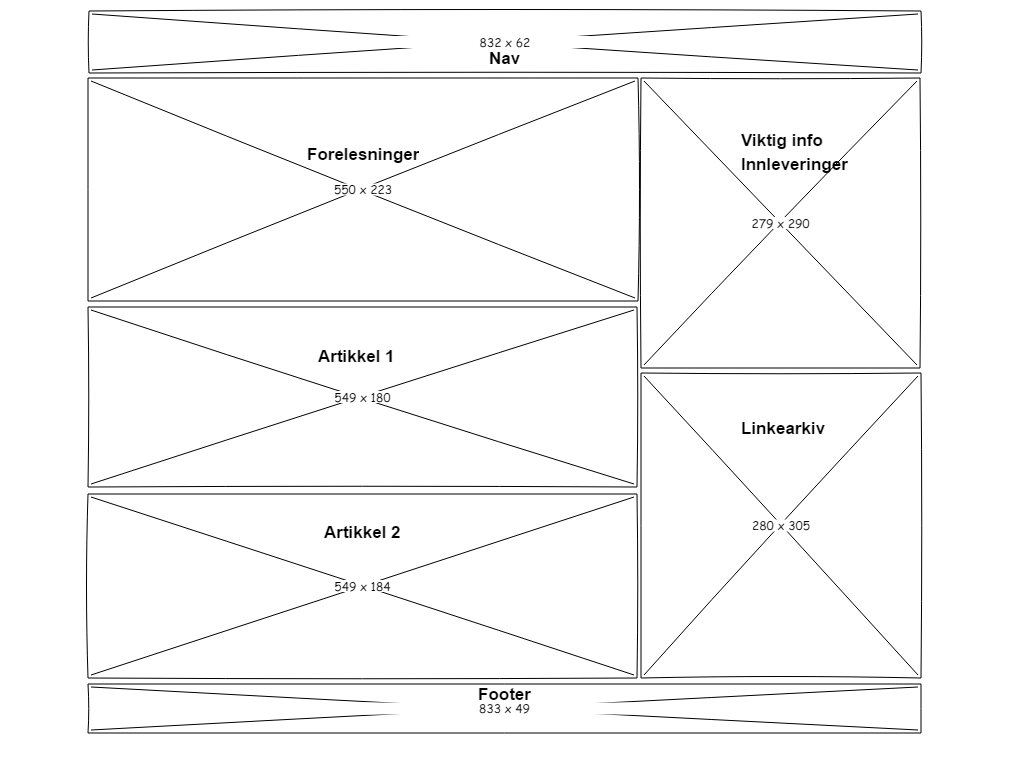 832 x 62
Nav
Forelesninger
550 x 223
Viktig info
Innleveringer
279 x 290
Artikkel 1
549 x 180
Linkearkiv
280 x 305
Artikkel 2
549 x 184
Footer
833 x 49